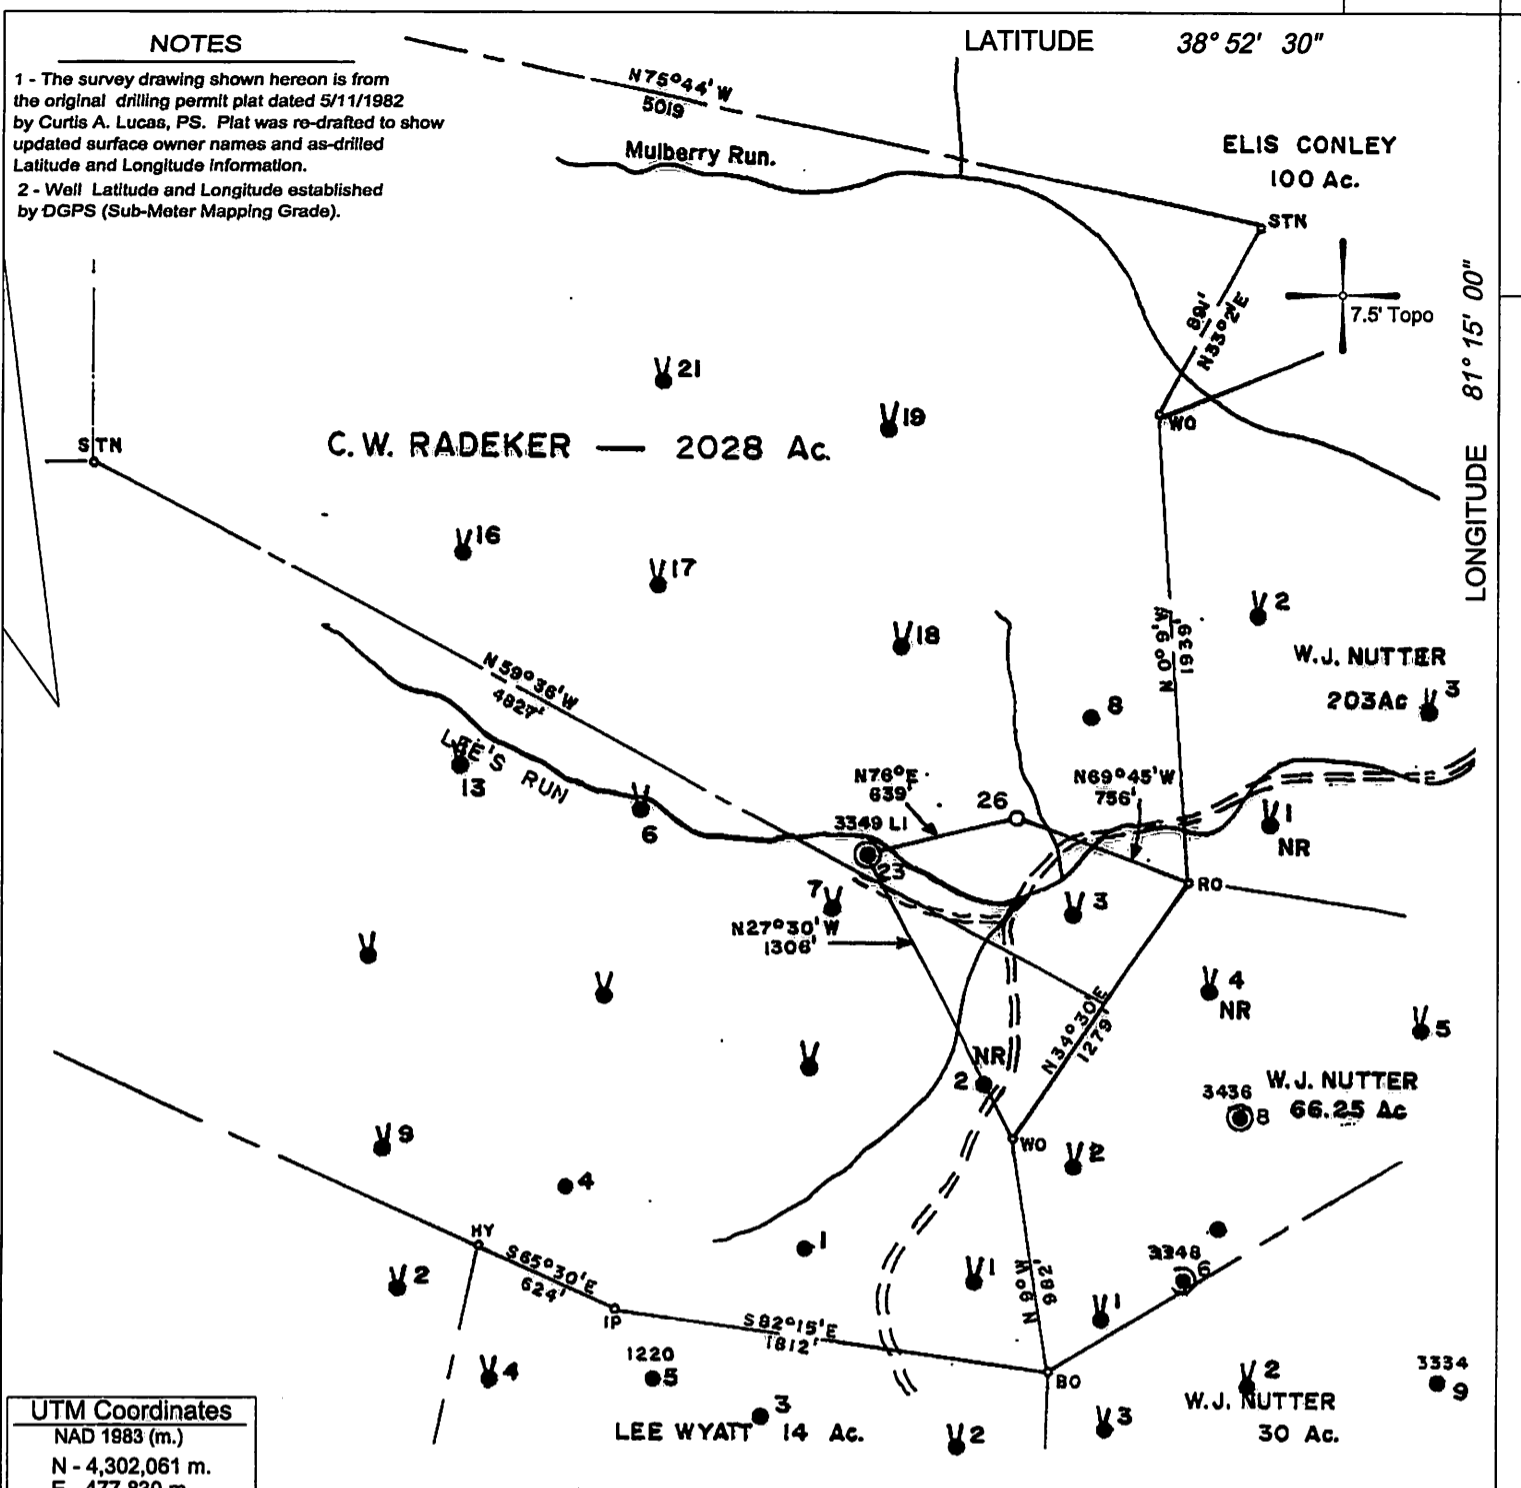 NOTES
1 - The survey drawing shown hereon is from
the original drilling permit plat dated 5/11/1982
by Curtis A. Lucas, PS. Plat was re-drafted to show
updated surface owner names and as-drilled
Latitude and Longitude information.
2 - Well Latitude and Longitude established
by DGPS (Sub-Meter Mapping Grade).
LATITUDE 38° 52' 30"
N75°44'W
5019
Mulberry Run.
ELIS CONLEY
100 Ac.
STN
891'
N33°2'E
7.5' Topo
LONGITUDE 81° 15' 00"
WO
21
19
STN
C.W. RADEKER — 2028 Ac.
16
17
18
2
N 0°9'W
1939'
W.J. NUTTER
203Ac
3
8
N 59°36'W
4827'
LEE'S RUN
13
6
N76°E
639'
26
N69°45'W
756'
3349 LI
23
1
NR
7
3
RO
N27°30'W
1306'
4
NR
5
N34°30'E
1279'
NR
2
3436
8
W.J. NUTTER
66.25 Ac
WO
2
9
4
HY
S65°30'E
624'
1
2
1
N 9°W
982'
6
1
IP
S82°15'E
1812'
BO
4
1220
5
3
LEE WYATT 14 Ac.
2
3
2
W.J. NUTTER
30 Ac.
3334
9
UTM Coordinates
NAD 1983 (m.)
N - 4,302,061 m.